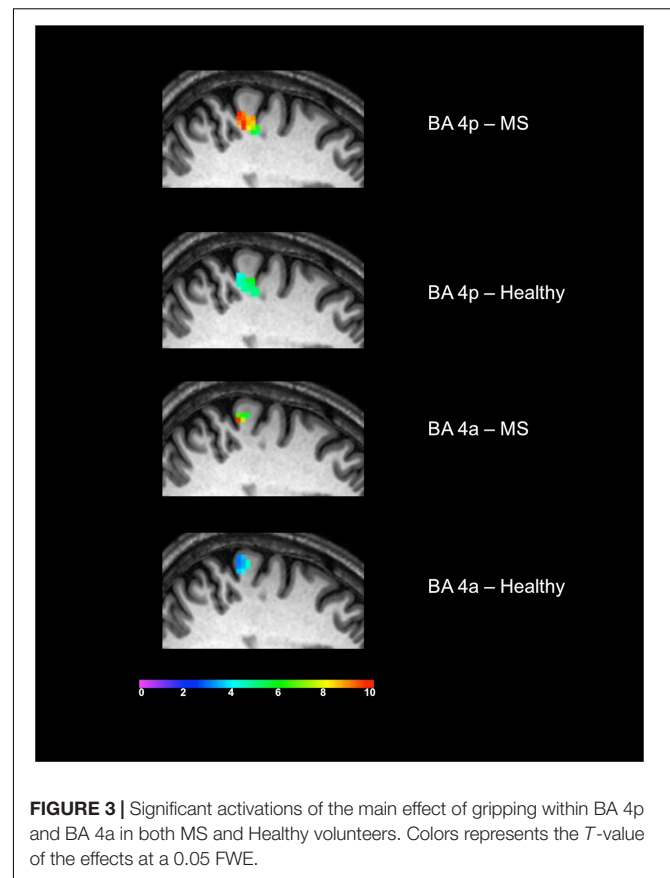 BA 4p – MS
BA 4p – Healthy
BA 4a – MS
BA 4a – Healthy
0 2 4 6 8 10
FIGURE 3 | Significant activations of the main effect of gripping within BA 4p
and BA 4a in both MS and Healthy volunteers. Colors represents the T-value
of the effects at a 0.05 FWE.